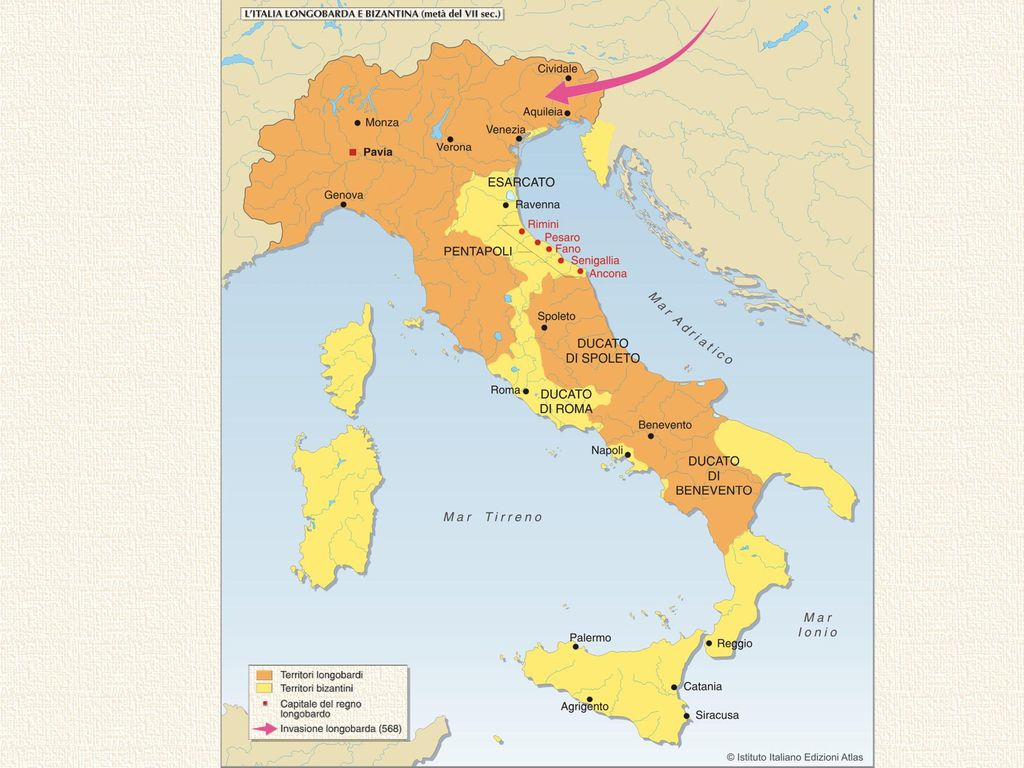 L'ITALIA LONGOBARDA E BIZANTINA (metà del VII sec.)
Cividale
Aquileia
Monza
Venezia
Verona
Pavia
ESARCATO
Genova
Ravenna
Rimini
Pesaro
PENTAPOLI
Fano
Senigallia
Ancona
Mar Adriatico
Spoleto
DUCATO
DI SPOLETO
Roma
DUCATO
DI ROMA
Benevento
Napoli
DUCATO
DI
BENEVENTO
Mar Tirreno
Mar
Ionio
Palermo
Reggio
Catania
Agrigento
Siracusa
Territori longobardi
Territori bizantini
Capitale del regno
longobardo
Invasione longobarda (568)
© Istituto Italiano Edizioni Atlas